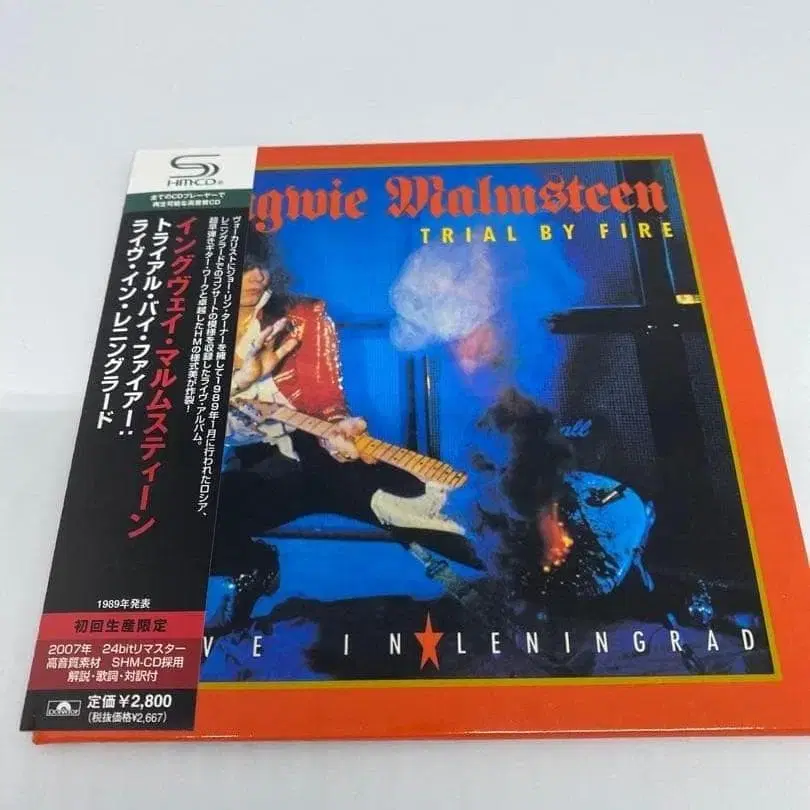 SHM-CD®
全てのCDプレーヤーで
再生可能な高音質CD
ヴォーカリストにジョー・リン・ターナーを擁して1989年1月に行われたロシア、
レニングラードでのコンサートの模様を収録したライヴ・アルバム。
超早弾きギター・ワークと卓越したHMの様式美が炸裂!
イングヴェイ・マルムスティーン
トライアル・バイ・ファイアー:
ライヴ・イン・レニングラード
1989年発表
初回生産限定
2007年 24bitリマスター
高音質素材 SHM-CD採用
解説・歌詞・対訳付
polydor
定価¥2,800
(税抜価格¥2,667)
gwie Malmsteen
TRIAL BY FIRE
all
VE IN★LENINGRAD